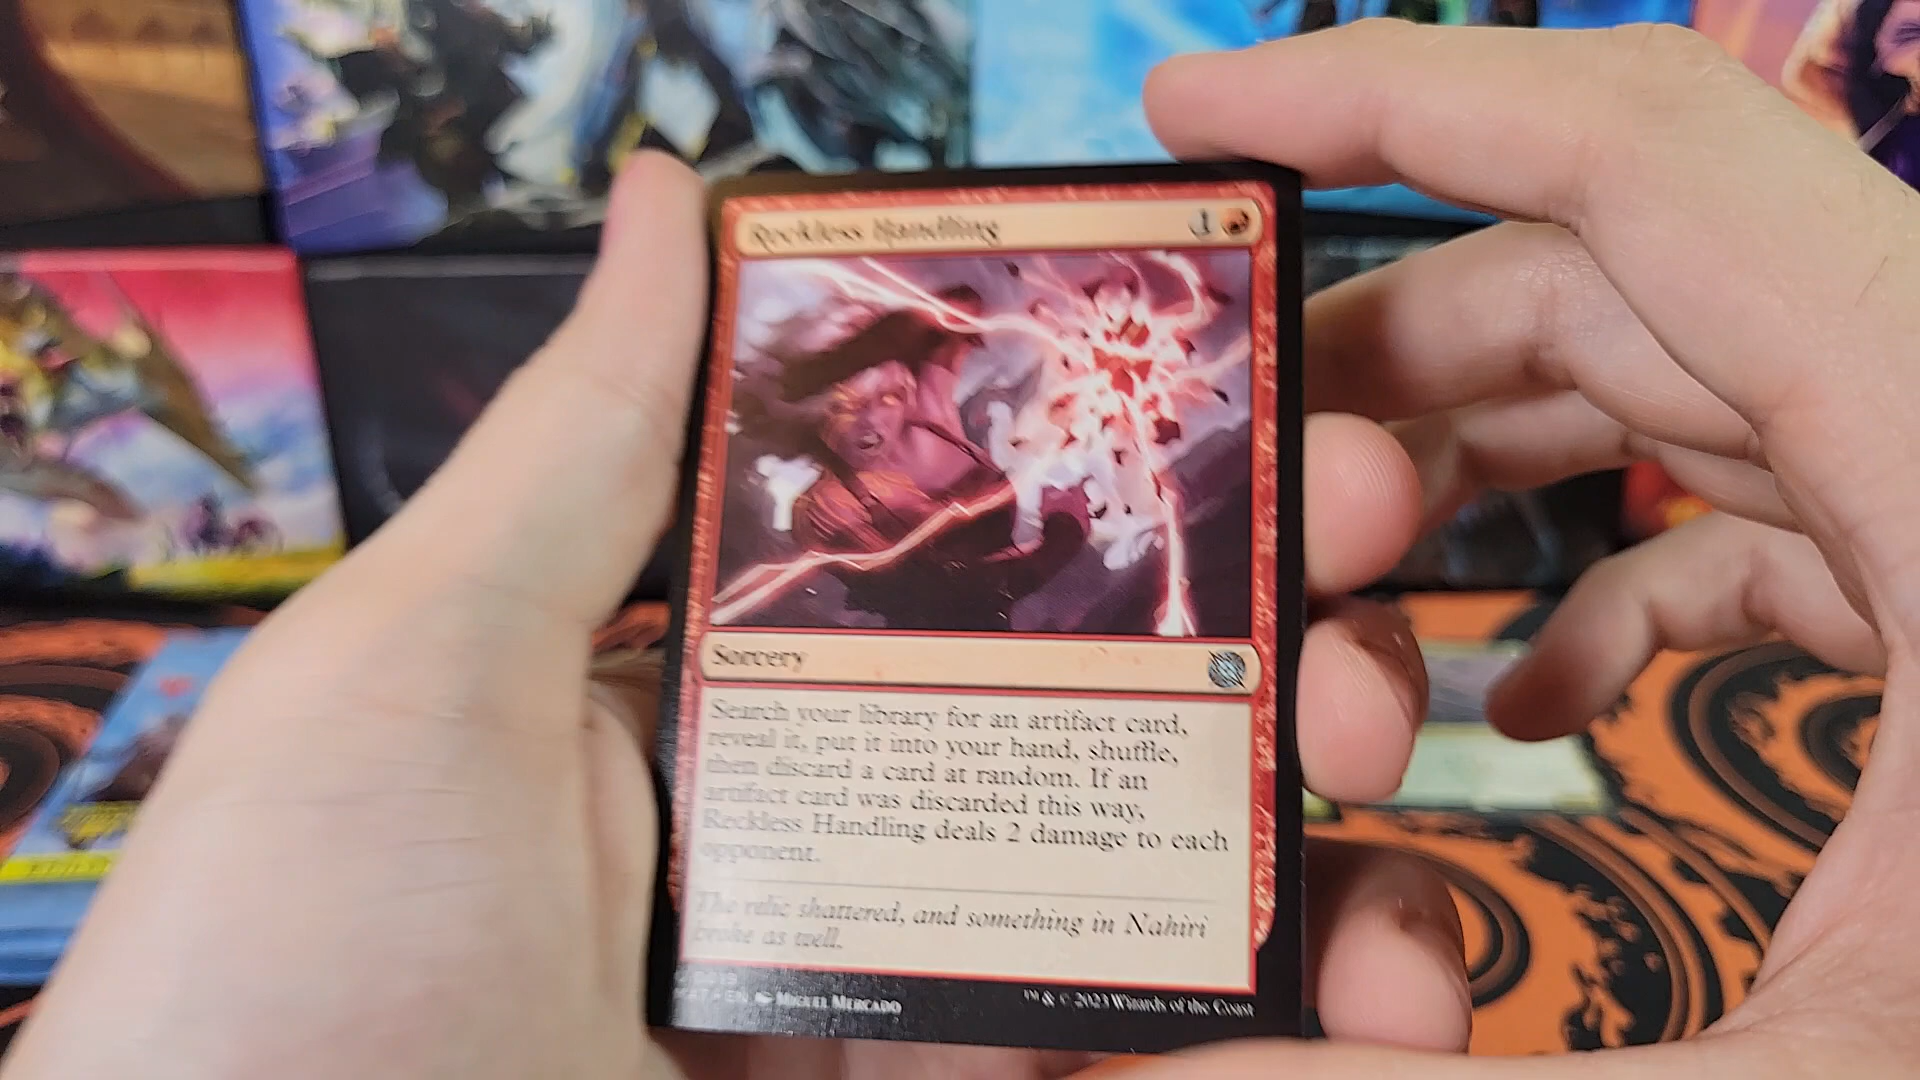 Reckless Handling
1
Sorcery
Search your library for an artifact card,
reveal it, put it into your hand, shuffle,
then discard a card at random. If an
artifact card was discarded this way,
Reckless Handling deals 2 damage to each
opponent.
The relic shattered, and something in Nahiri
broke as well.
MAT • EN MIGUEL MERCADO
™ & © 2023 Wizards of the Coast